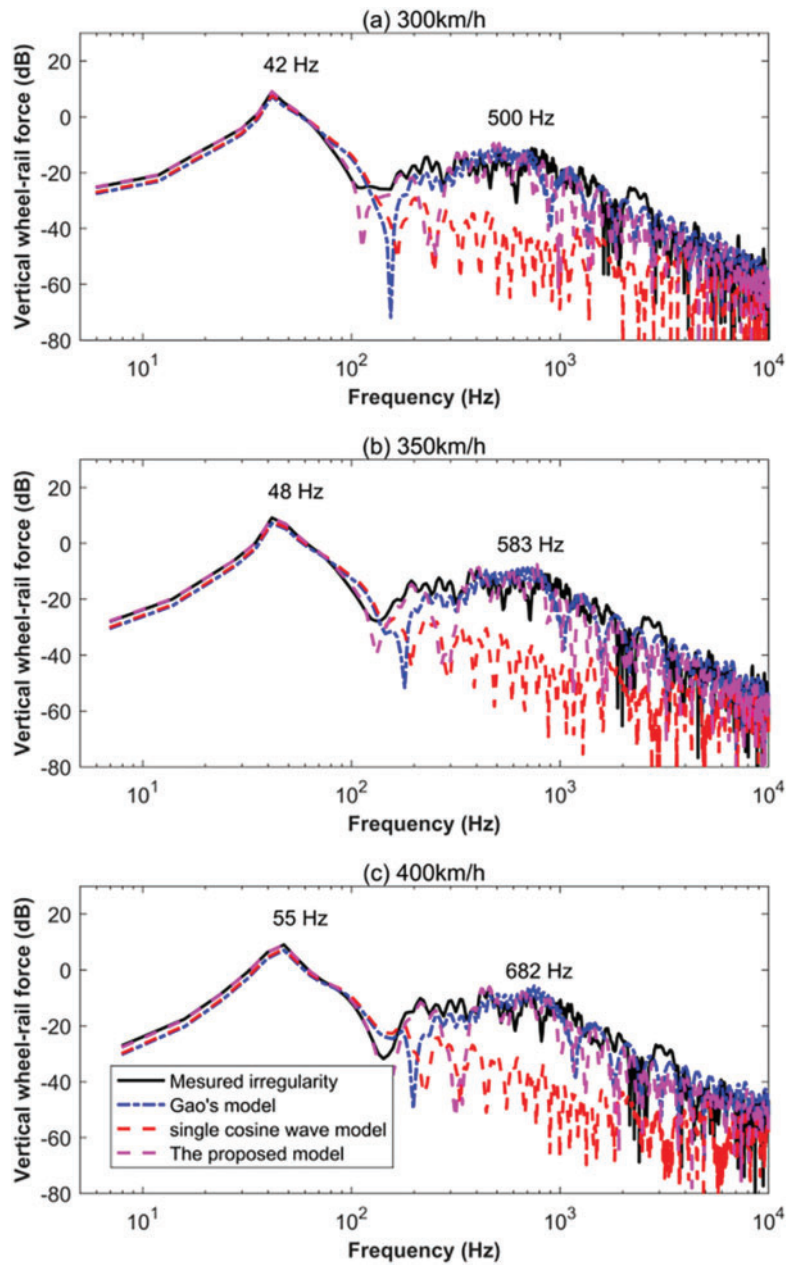 (a) 300km/h
Vertical wheel-rail force (dB)
20
0
-20
-40
-60
-80
42 Hz
500 Hz
10¹ 10² 10³ 10⁴
Frequency (Hz)
(b) 350km/h
Vertical wheel-rail force (dB)
20
0
-20
-40
-60
-80
48 Hz
583 Hz
10¹ 10² 10³ 10⁴
Frequency (Hz)
(c) 400km/h
Vertical wheel-rail force (dB)
20
0
-20
-40
-60
-80
55 Hz
682 Hz
Mesured irregularity
Gao's model
single cosine wave model
The proposed model
10¹ 10² 10³ 10⁴
Frequency (Hz)